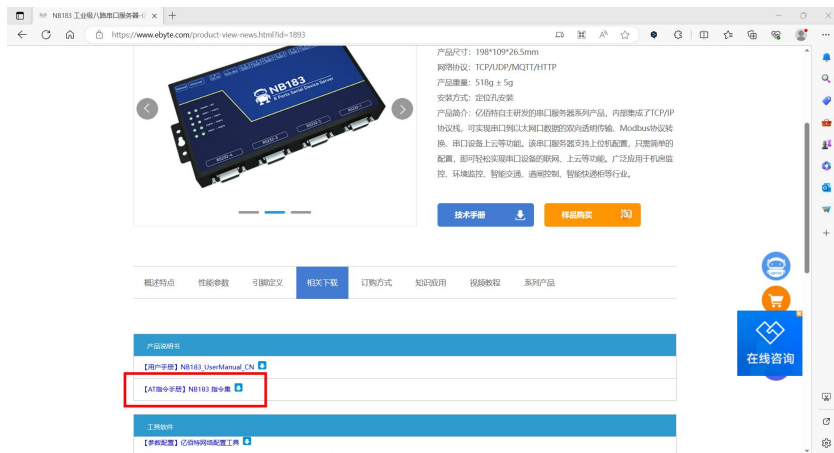 NB183 工业级八路串口服务器-亿
https://www.ebyte.com/product-view-news.html?id=1893
NB183
8 Ports Serial Device Server
产品尺寸：198*109*26.5mm
网络协议：TCP/UDP/MQTT/HTTP
产品重量：518g ± 5g
安装方式：定位孔安装
产品简介：亿佰特自主研发的串口服务器系列产品，内部集成了TCP/IP
协议栈，可实现串口到以太网口数据的双向透明传输、Modbus协议转
换、串口设备上云等功能。该串口服务器支持上位机配置，只需简单的
配置，即可轻松实现串口设备的联网、上云等功能。广泛应用于机房监
控、环境监控、智能交通、道闸控制、智能快递柜等行业。
技术手册
样品购买
概述特点 性能参数 引脚定义 相关下载 订购方式 知识应用 视频教程 系列产品
在线咨询
产品说明书
【用户手册】NB183_UserManual_CN
【AT指令手册】NB183 指令集
工具软件
【参数配置】亿佰特网络配置工具